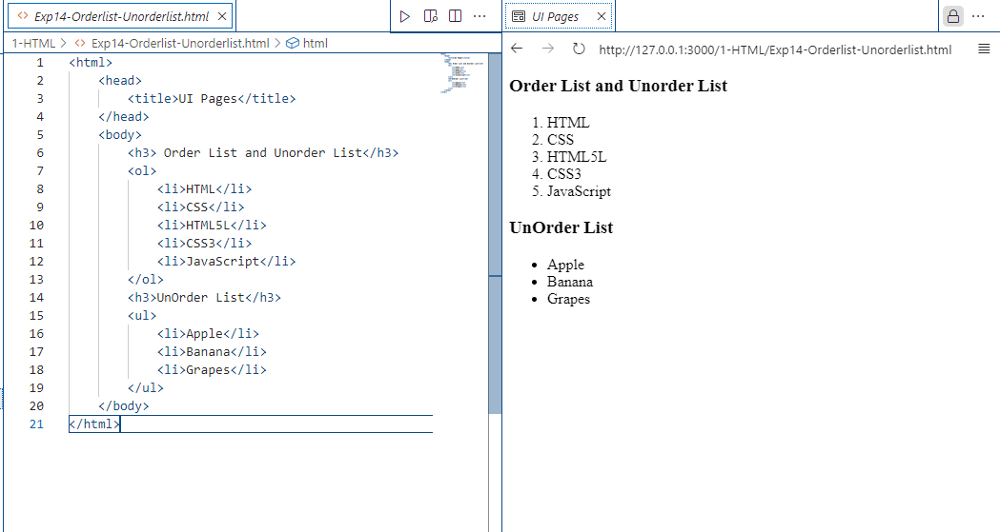 Exp14-Orderlist-Unorderlist.html
1-HTML > Exp14-Orderlist-Unorderlist.html > html
1 <html>
2 <head>
3 <title>UI Pages</title>
4 </head>
5 <body>
6 <h3> Order List and Unorder List</h3>
7 <ol>
8 <li>HTML</li>
9 <li>CSS</li>
10 <li>HTML5L</li>
11 <li>CSS3</li>
12 <li>JavaScript</li>
13 </ol>
14 <h3>UnOrder List</h3>
15 <ul>
16 <li>Apple</li>
17 <li>Banana</li>
18 <li>Grapes</li>
19 </ul>
20 </body>
21 </html>
UI Pages
http://127.0.0.1:3000/1-HTML/Exp14-Orderlist-Unorderlist.html
Order List and Unorder List
1. HTML
2. CSS
3. HTML5L
4. CSS3
5. JavaScript
UnOrder List
• Apple
• Banana
• Grapes